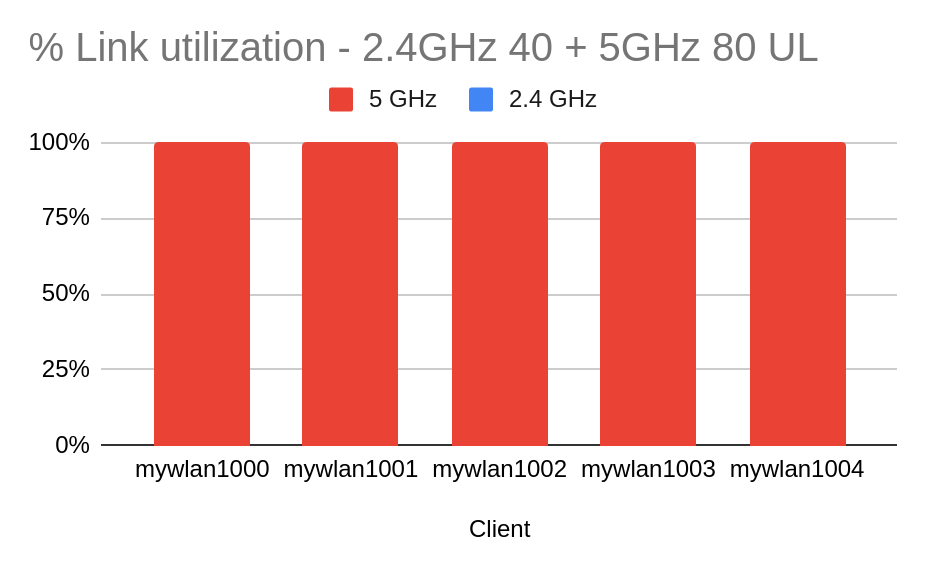 % Link utilization - 2.4GHz 40 + 5GHz 80 UL
5 GHz 2.4 GHz
100%
75%
50%
25%
0%
mywlan1000 mywlan1001 mywlan1002 mywlan1003 mywlan1004
Client